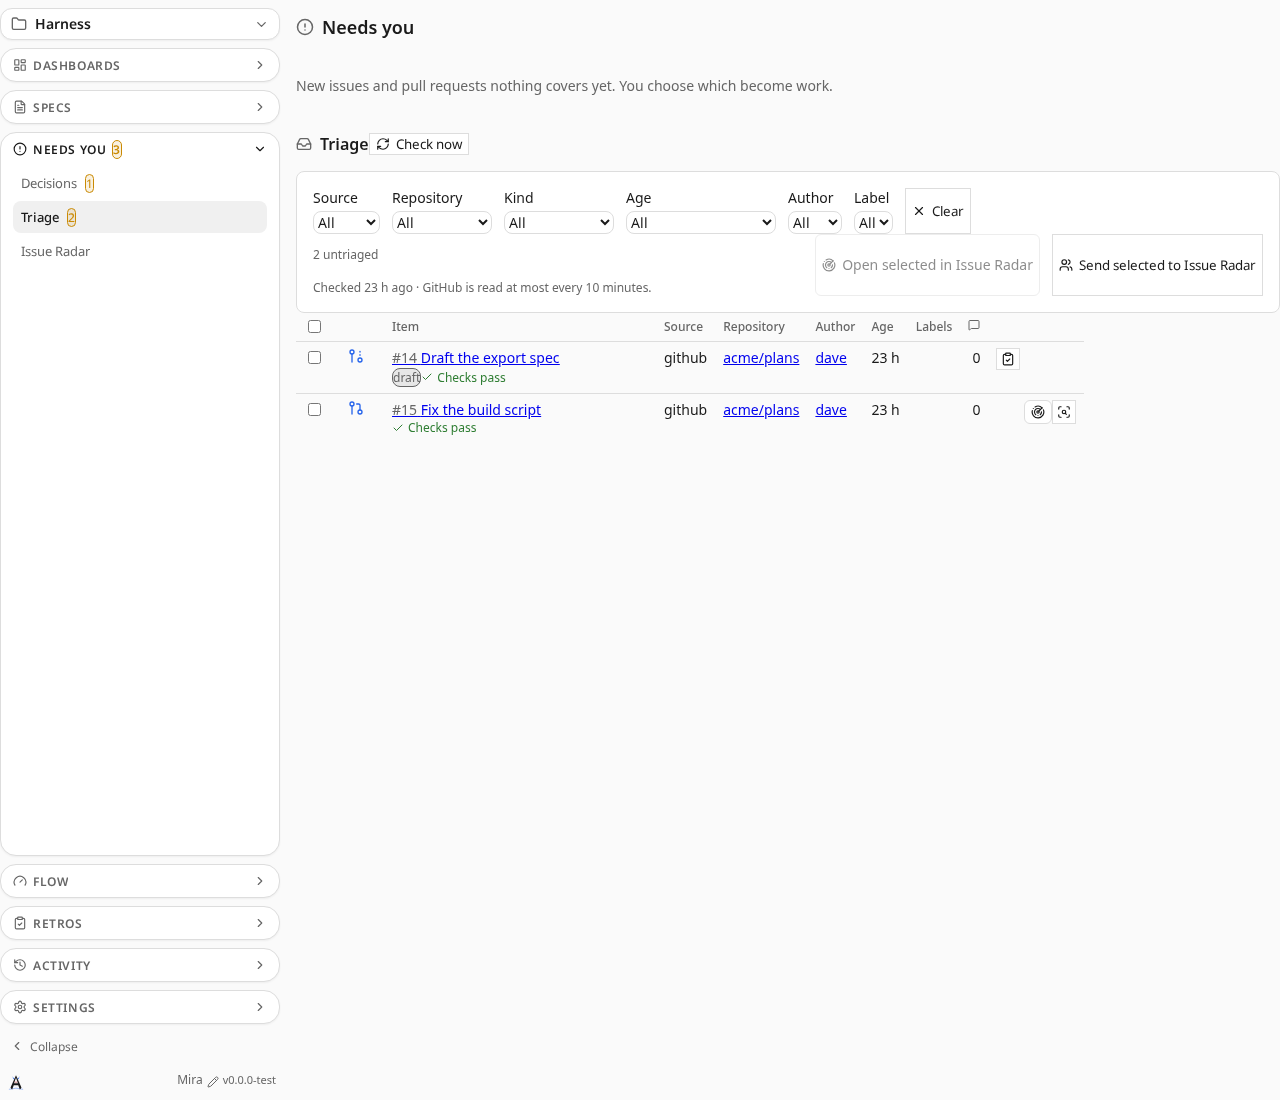 Harness
DASHBOARDS
SPECS
NEEDS YOU 3
Decisions 1
Triage 2
Issue Radar
FLOW
RETROS
ACTIVITY
SETTINGS
Collapse
A Mira v0.0.0-test
Needs you
New issues and pull requests nothing covers yet. You choose which become work.
Triage Check now
Source Repository Kind Age Author Label
All All All All All All Clear
2 untriaged
Open selected in Issue Radar Send selected to Issue Radar
Checked 23 h ago · GitHub is read at most every 10 minutes.
Item Source Repository Author Age Labels
#14 Draft the export spec github acme/plans dave 23 h 0
draft Checks pass
#15 Fix the build script github acme/plans dave 23 h 0
Checks pass